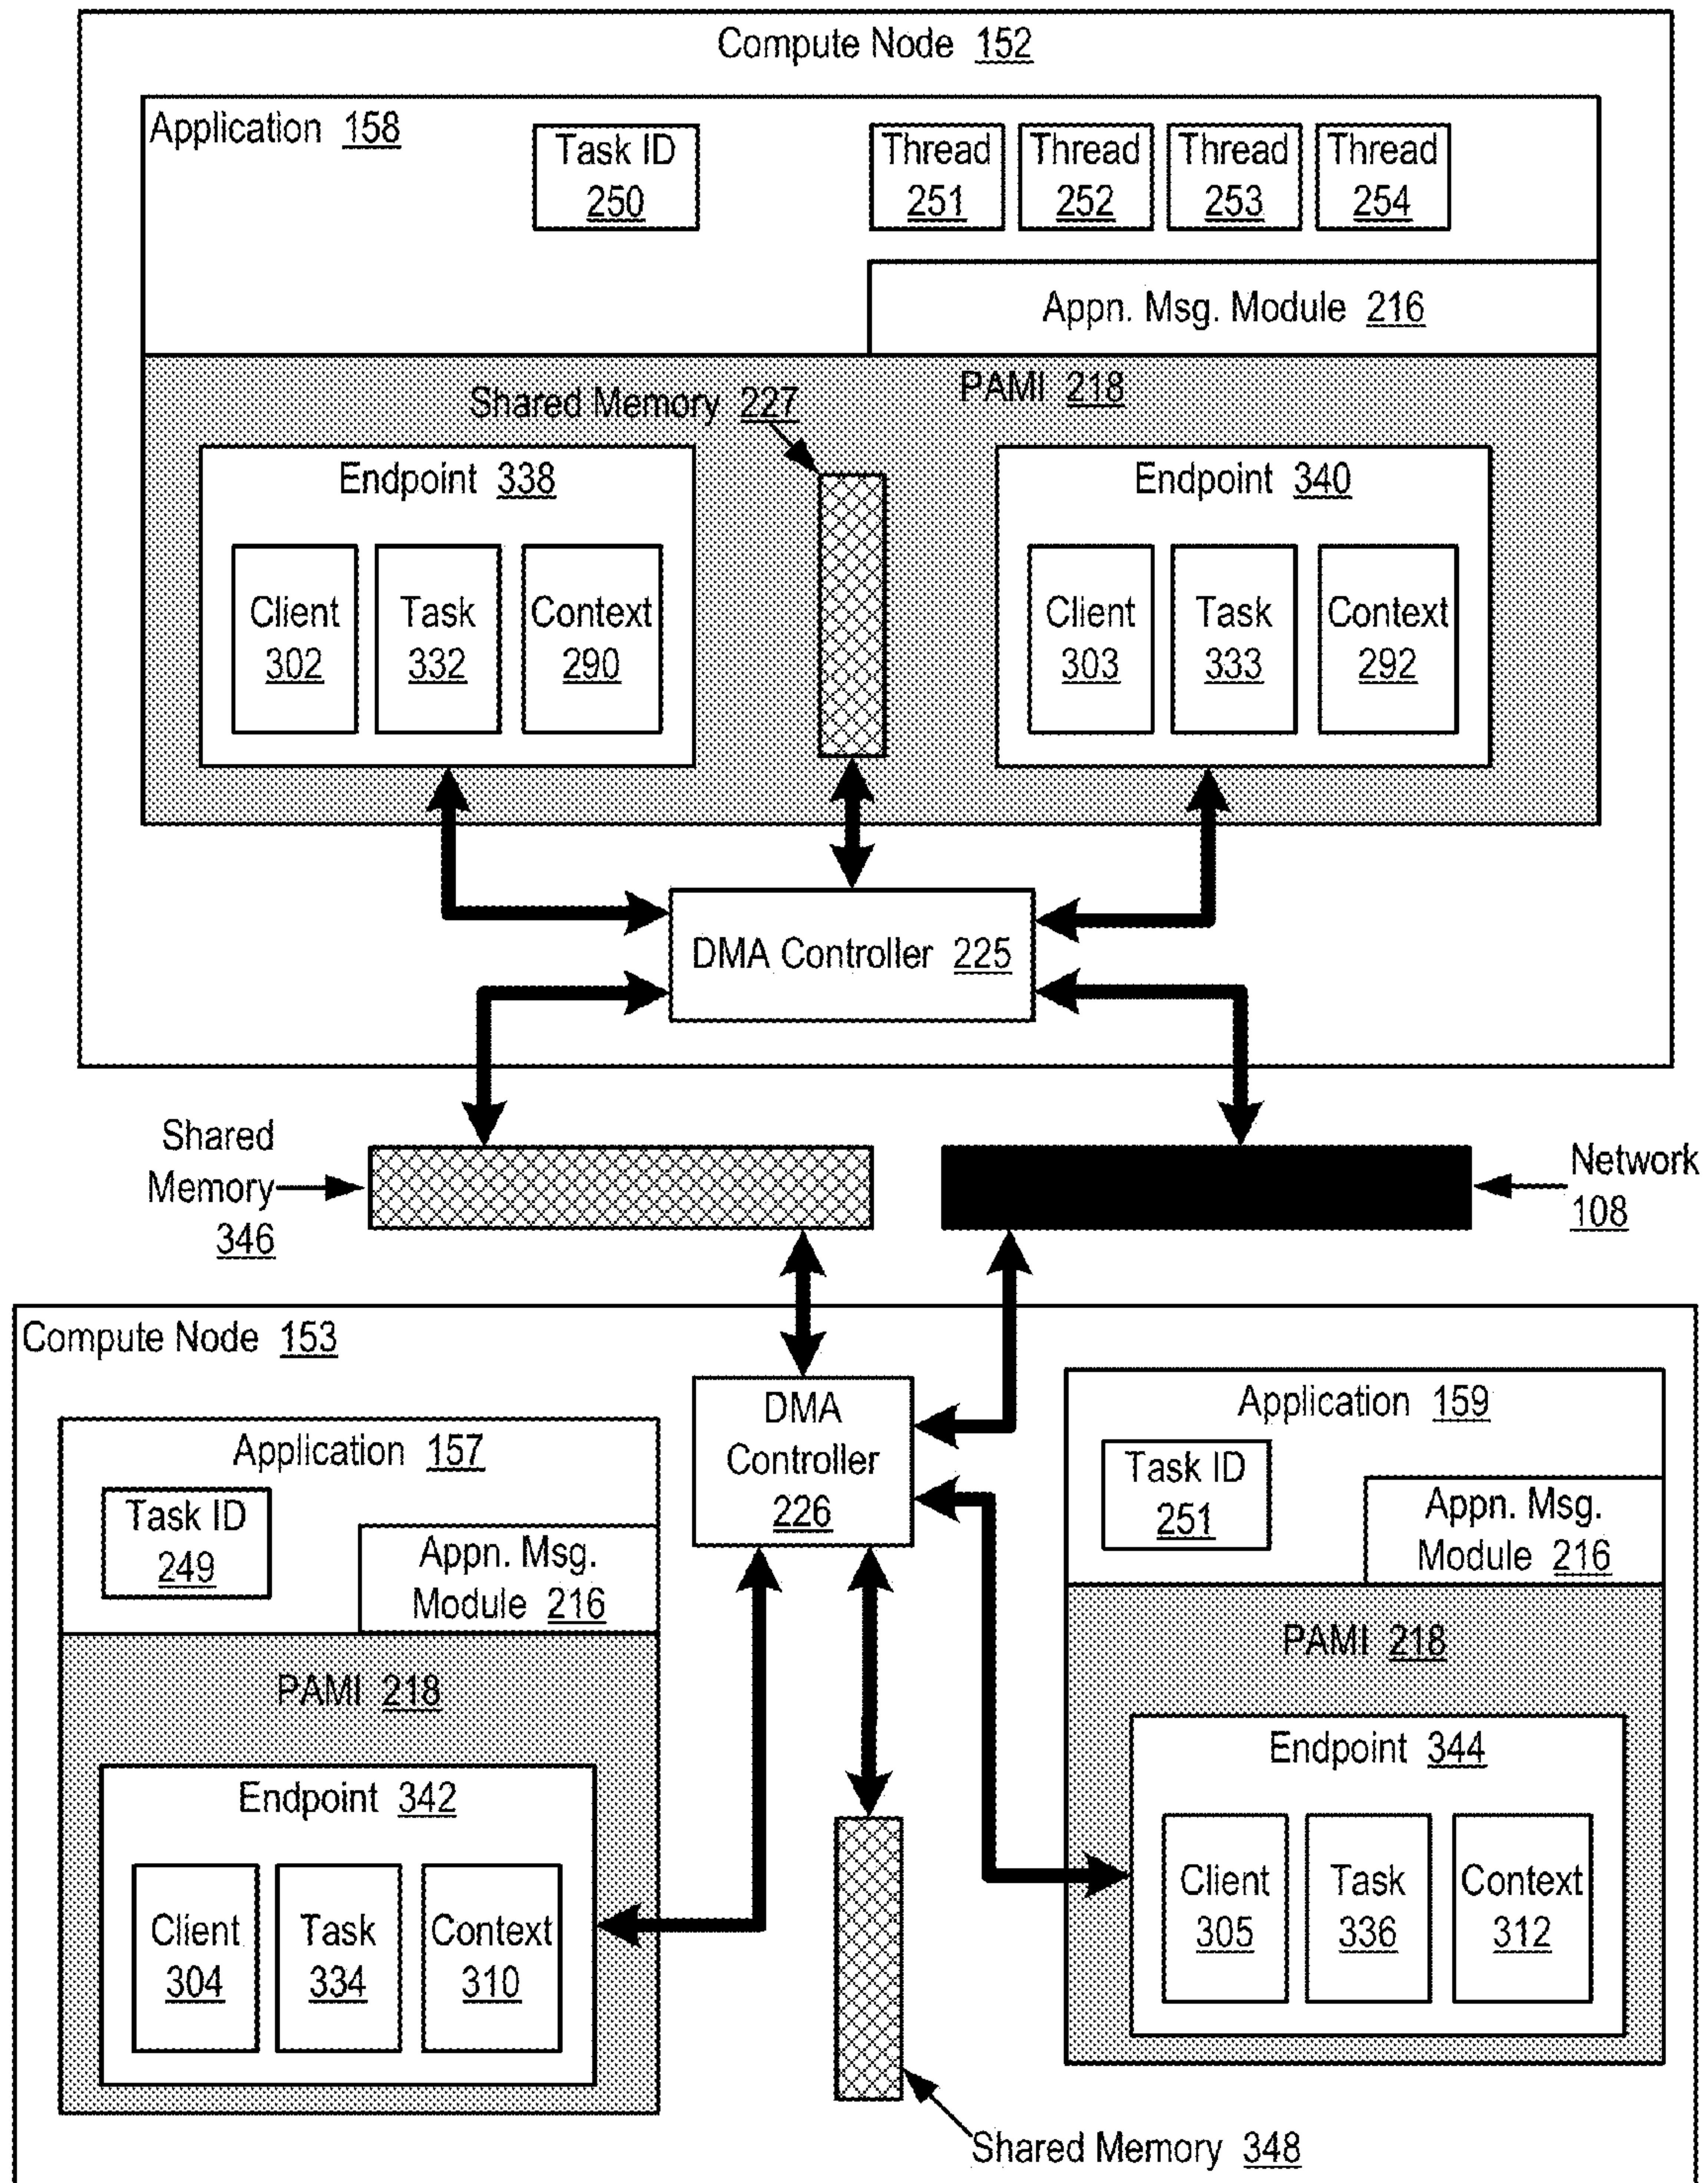 Compute Node 152
Application 158
Task ID
250
Thread
251
Thread
252
Thread
253
Thread
254
Appn. Msg. Module 216
PAMI 218
Shared Memory 227
Endpoint 338
Client
302
Task
332
Context
290
Endpoint 340
Client
303
Task
333
Context
292
DMA Controller 225
Shared
Memory
346
Network
108
Compute Node 153
DMA
Controller
226
Application 157
Task ID
249
Appn. Msg.
Module 216
PAMI 218
Endpoint 342
Client
304
Task
334
Context
310
Application 159
Task ID
251
Appn. Msg.
Module 216
PAMI 218
Endpoint 344
Client
305
Task
336
Context
312
Shared Memory 348